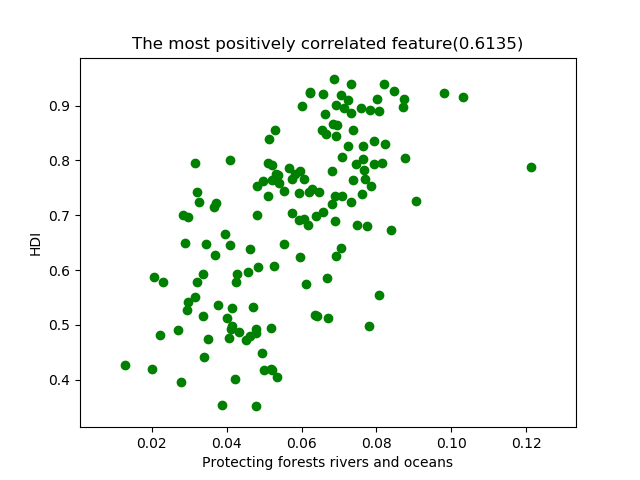 The most positively correlated feature(0.6135)
HDI
0.9
0.8
0.7
0.6
0.5
0.4
0.02 0.04 0.06 0.08 0.10 0.12
Protecting forests rivers and oceans